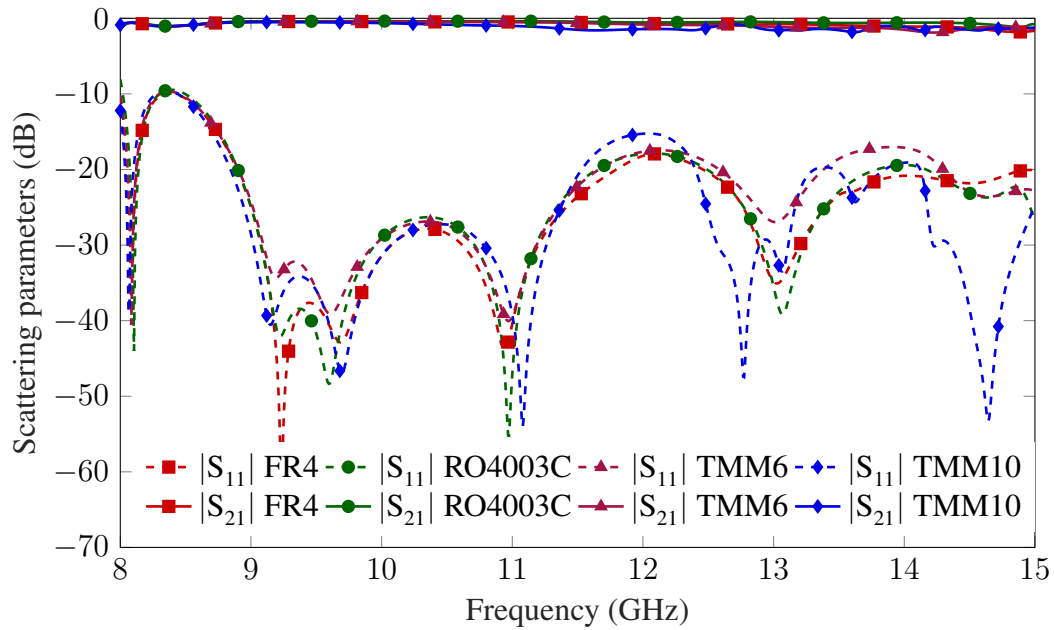 Scattering parameters (dB)
0
−10
−20
−30
−40
−50
−60
−70
|S11| FR4 |S11| RO4003C |S11| TMM6 |S11| TMM10
|S21| FR4 |S21| RO4003C |S21| TMM6 |S21| TMM10
8 9 10 11 12 13 14 15
Frequency (GHz)